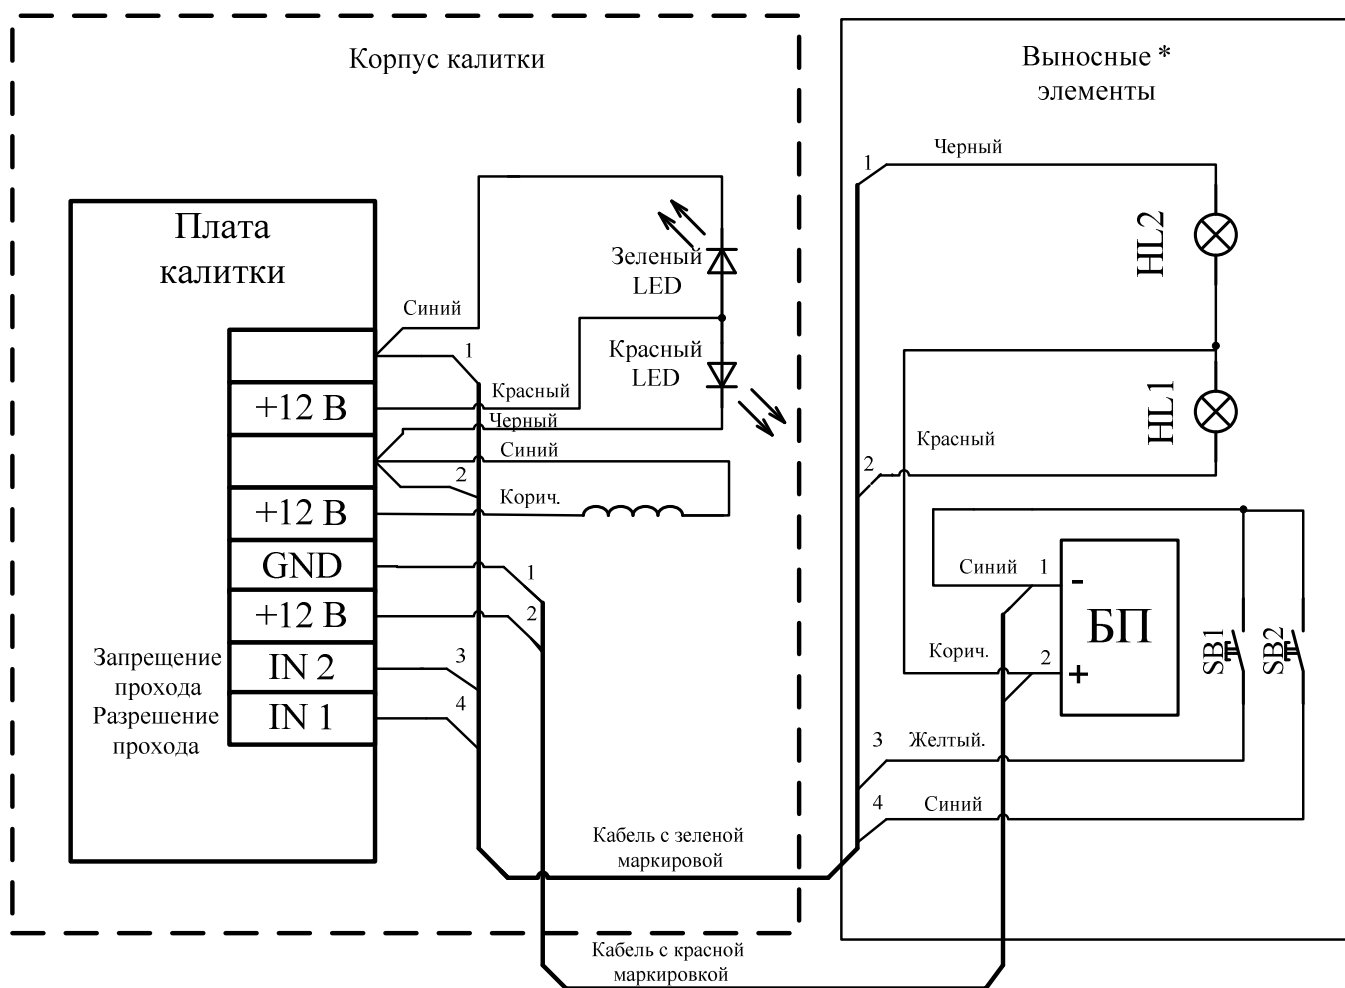 Корпус калитки
Выносные *
элементы
Плата
калитки
Синий
1
+12 В
Красный
Черный
Синий
2
+12 В
Корич.
GND
1
+12 В
2
Запрещение
прохода
IN 2
3
Разрешение
прохода
IN 1
4
Зеленый
LED
Красный
LED
1
Черный
HL2
HL1
2
Красный
Синий
1
-
БП
Корич.
2
+
SB1
SB2
3
Желтый.
4
Синий
Кабель с зеленой
маркировой
Кабель с красной
маркировкой